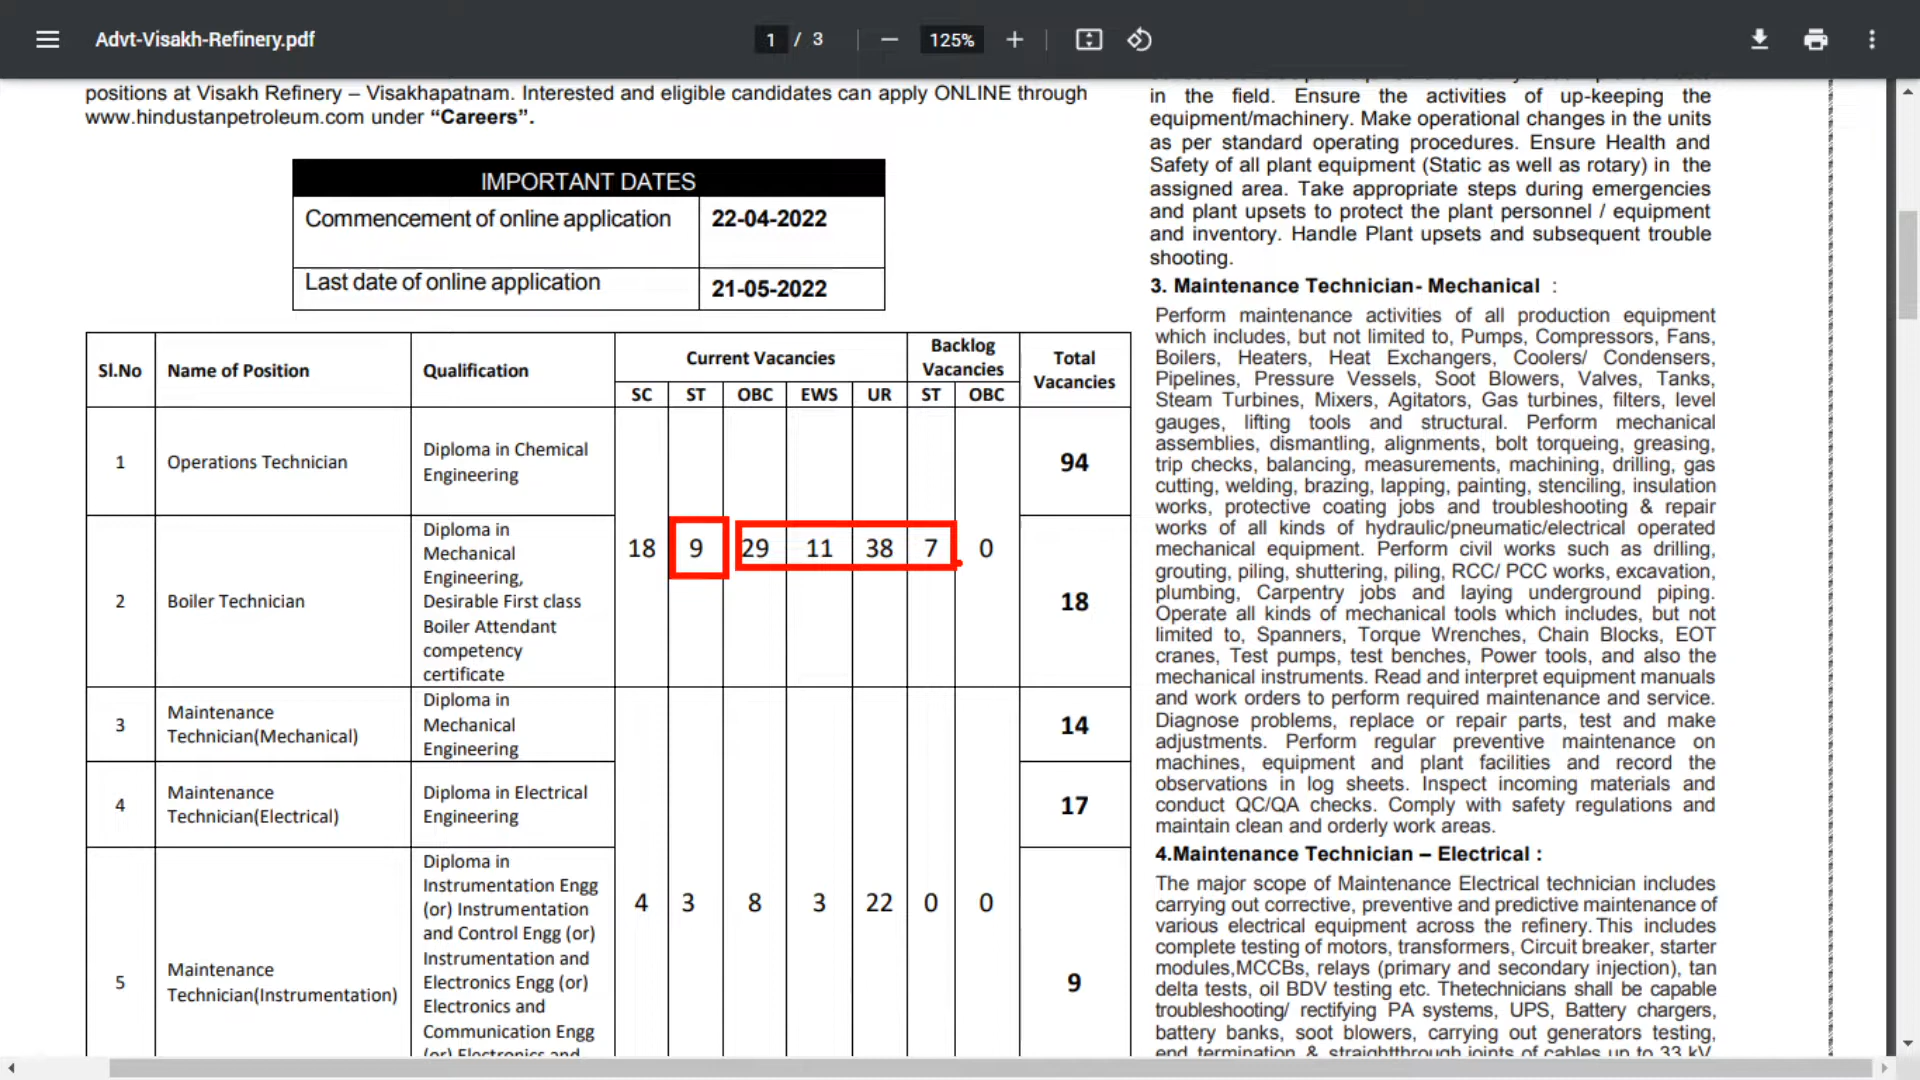 Advt-Visakh-Refinery.pdf
1 / 3
125%
positions at Visakh Refinery – Visakhapatnam. Interested and eligible candidates can apply ONLINE through
www.hindustanpetroleum.com under “Careers”.
IMPORTANT DATES
Commencement of online application 22-04-2022
Last date of online application 21-05-2022
Sl.No Name of Position Qualification Current Vacancies Backlog Vacancies Total Vacancies
SC ST OBC EWS UR ST OBC
1 Operations Technician Diploma in Chemical
Engineering
94
18 9 29 11 38 7 0
2 Boiler Technician Diploma in
Mechanical
Engineering,
Desirable First class
Boiler Attendant
competency
certificate
18
3 Maintenance
Technician(Mechanical)
Diploma in
Mechanical
Engineering
14
4 Maintenance
Technician(Electrical)
Diploma in Electrical
Engineering
17
4 3 8 3 22 0 0
5 Maintenance
Technician(Instrumentation)
Diploma in
Instrumentation Engg
(or) Instrumentation
and Control Engg (or)
Instrumentation and
Electronics Engg (or)
Electronics and
Communication Engg
(or) Electronics and
9
in the field. Ensure the activities of up-keeping the
equipment/machinery. Make operational changes in the units
as per standard operating procedures. Ensure Health and
Safety of all plant equipment (Static as well as rotary) in the
assigned area. Take appropriate steps during emergencies
and plant upsets to protect the plant personnel / equipment
and inventory. Handle Plant upsets and subsequent trouble
shooting.
3. Maintenance Technician- Mechanical :
Perform maintenance activities of all production equipment
which includes, but not limited to, Pumps, Compressors, Fans,
Boilers, Heaters, Heat Exchangers, Coolers/ Condensers,
Pipelines, Pressure Vessels, Soot Blowers, Valves, Tanks,
Steam Turbines, Mixers, Agitators, Gas turbines, filters, level
gauges, lifting tools and structural. Perform mechanical
assemblies, dismantling, alignments, bolt torqueing, greasing,
trip checks, balancing, measurements, machining, drilling, gas
cutting, welding, brazing, lapping, painting, stenciling, insulation
works, protective coating jobs and troubleshooting & repair
works of all kinds of hydraulic/pneumatic/electrical operated
mechanical equipment. Perform civil works such as drilling,
grouting, piling, shuttering, piling, RCC/ PCC works, excavation,
plumbing, Carpentry jobs and laying underground piping.
Operate all kinds of mechanical tools which includes, but not
limited to, Spanners, Torque Wrenches, Chain Blocks, EOT
cranes, Test pumps, test benches, Power tools, and also the
mechanical instruments. Read and interpret equipment manuals
and work orders to perform required maintenance and service.
Diagnose problems, replace or repair parts, test and make
adjustments. Perform regular preventive maintenance on
machines, equipment and plant facilities and record the
observations in log sheets. Inspect incoming materials and
conduct QC/QA checks. Comply with safety regulations and
maintain clean and orderly work areas.
4.Maintenance Technician – Electrical :
The major scope of Maintenance Electrical technician includes
carrying out corrective, preventive and predictive maintenance of
various electrical equipment across the refinery. This includes
complete testing of motors, transformers, Circuit breaker, starter
modules,MCCBs, relays (primary and secondary injection), tan
delta tests, oil BDV testing etc. Thetechnicians shall be capable
troubleshooting/ rectifying PA systems, UPS, Battery chargers,
battery banks, soot blowers, carrying out generators testing,
end termination & straightthrough joints of cables up to 33 kV,